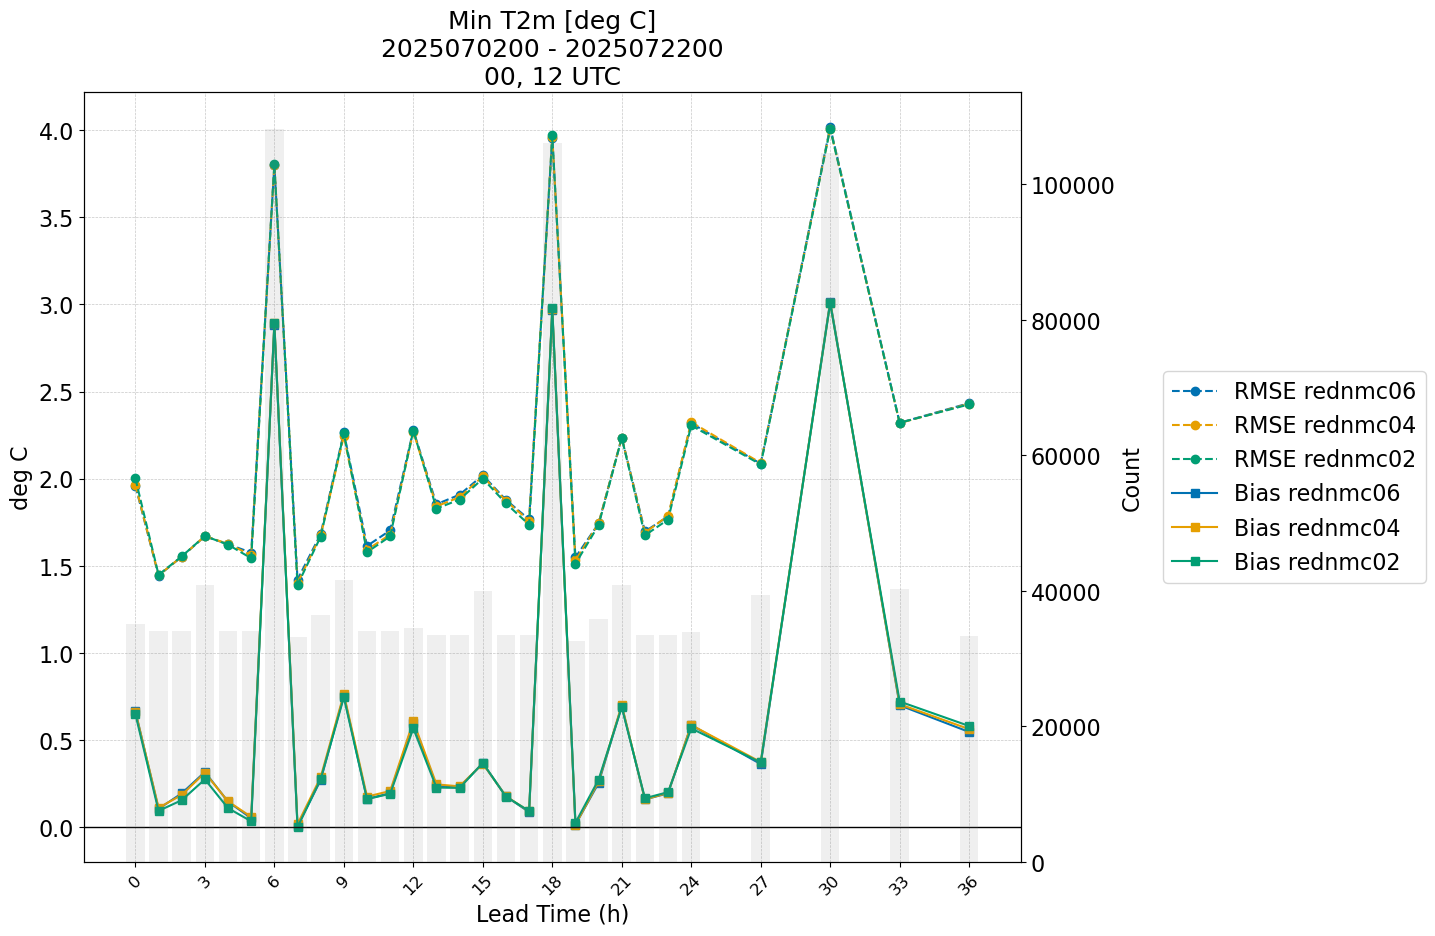 Min T2m [deg C]
2025070200 - 2025072200
00, 12 UTC
deg C
4.0
3.5
3.0
2.5
2.0
1.5
1.0
0.5
0.0
0
3
6
9
12
15
18
21
24
27
30
33
36
Lead Time (h)
100000
80000
60000
40000
20000
0
Count
RMSE rednmc06
RMSE rednmc04
RMSE rednmc02
Bias rednmc06
Bias rednmc04
Bias rednmc02